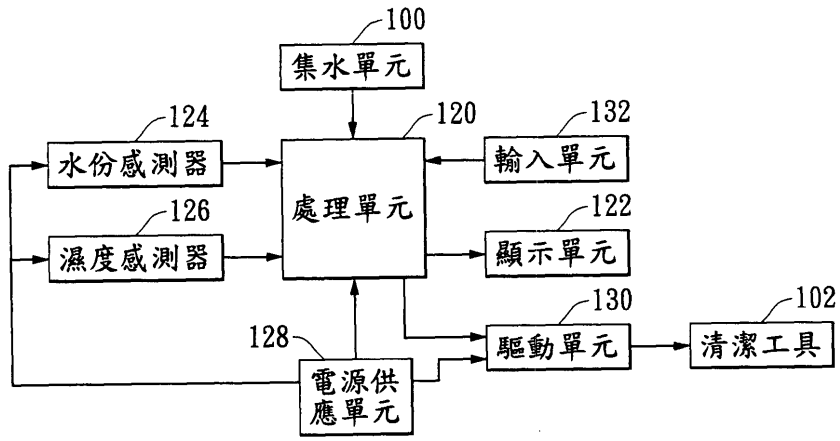 100
集水單元
124
120
132
水份感測器
處理單元
輸入單元
126
122
濕度感測器
顯示單元
128
130
102
電源供
應單元
驅動單元
清潔工具